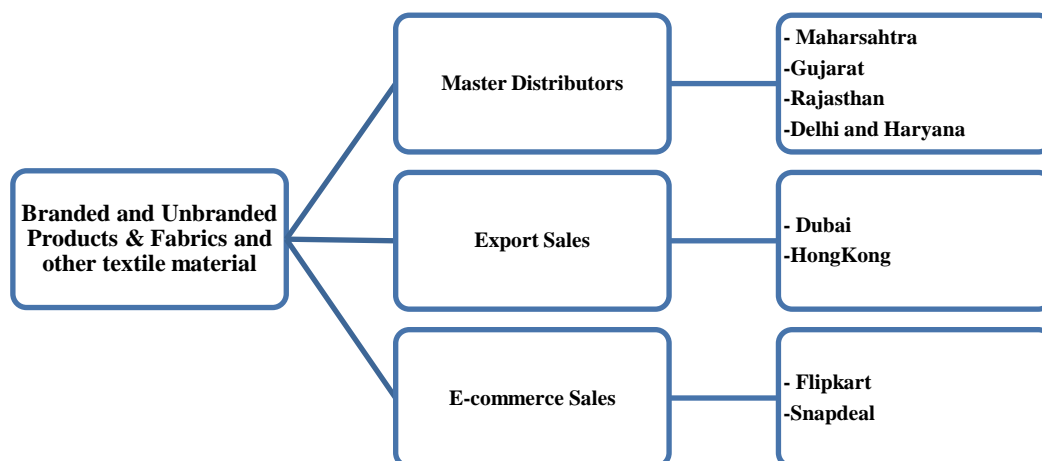 Branded and Unbranded
Products & Fabrics and
other textile material
Master Distributors
- Maharsahtra
-Gujarat
-Rajasthan
-Delhi and Haryana
Export Sales
- Dubai
-HongKong
E-commerce Sales
- Flipkart
-Snapdeal